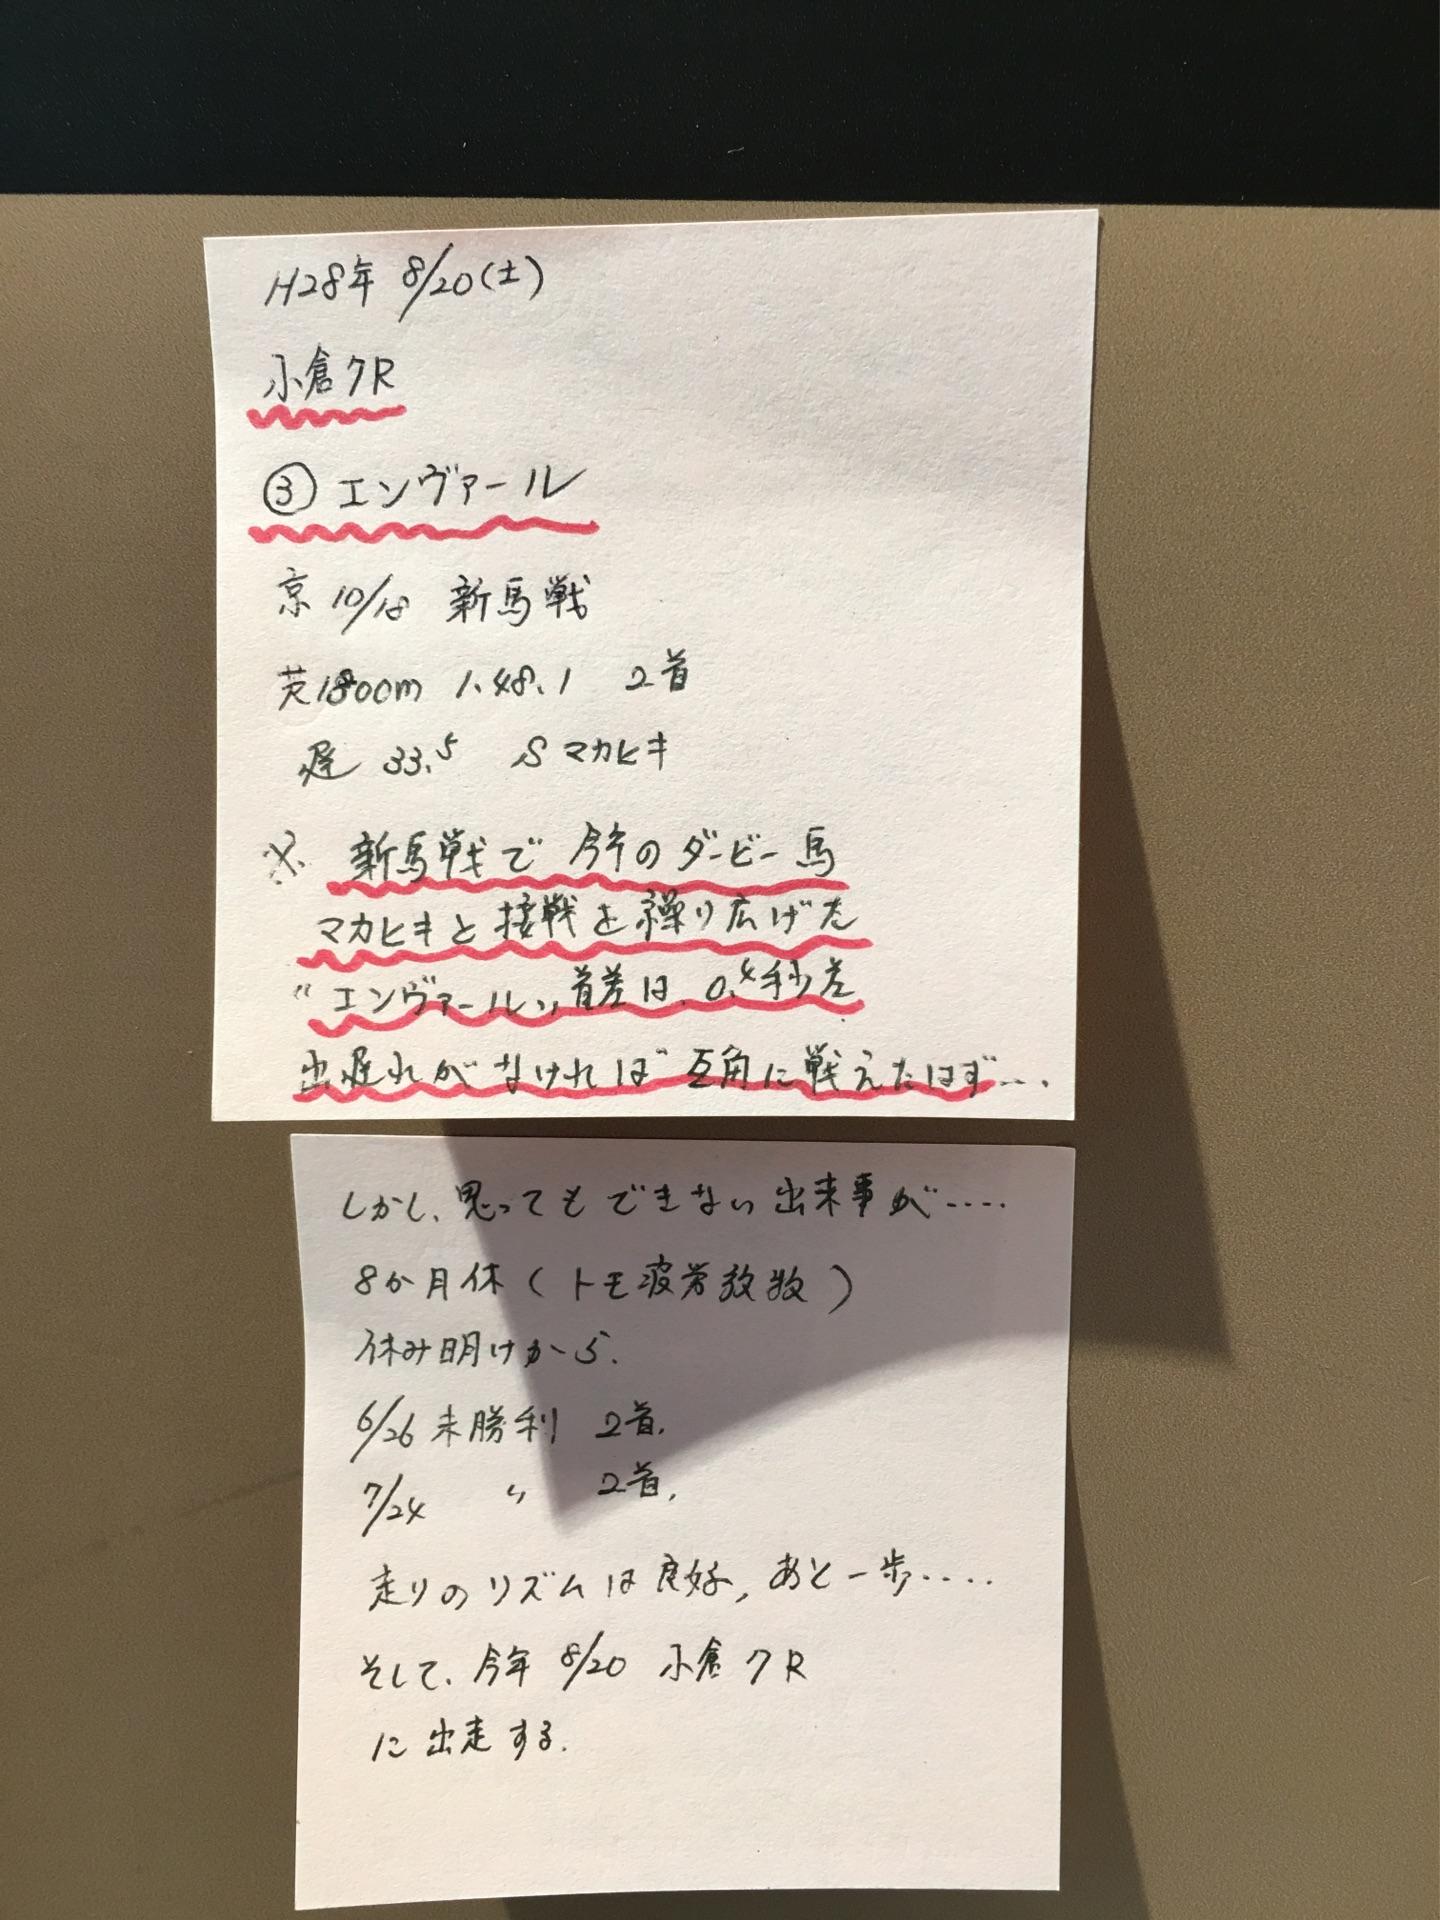 H28年 8/20(土)
小倉7R
③ エンヴァール
京 10/18 新馬戦
芝1800m 1.48.1 2着
遅 33.5 S マカヒキ
※ 新馬戦で今年のダービー馬
マカヒキと接戦を繰り広げた
"エンヴァール"着差は0.4秒差
出遅れがなければ互角に戦えたはず…
しかし、思ってもできない出来事が‥‥
8か月休(トモ疲労放牧)
休み明けから、
6/26 未勝利 2着.
7/24 〃 2着.
走りのリズムは良好,あと一歩‥‥
そして、今年 8/20 小倉7R
に出走する.